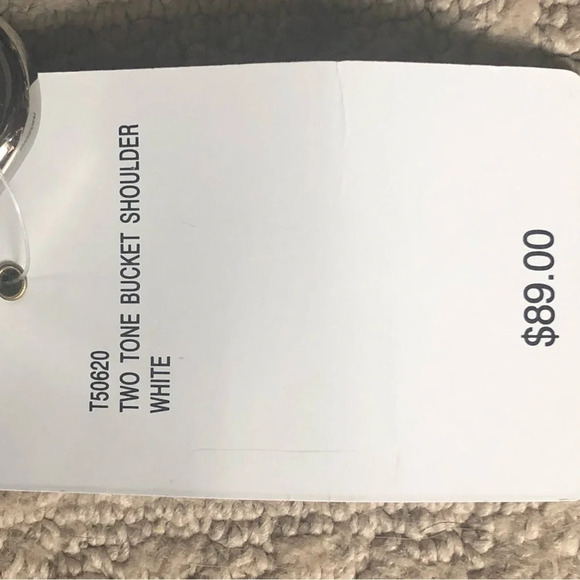 T50620
TWO TONE BUCKET SHOULDER
WHITE
$89.00